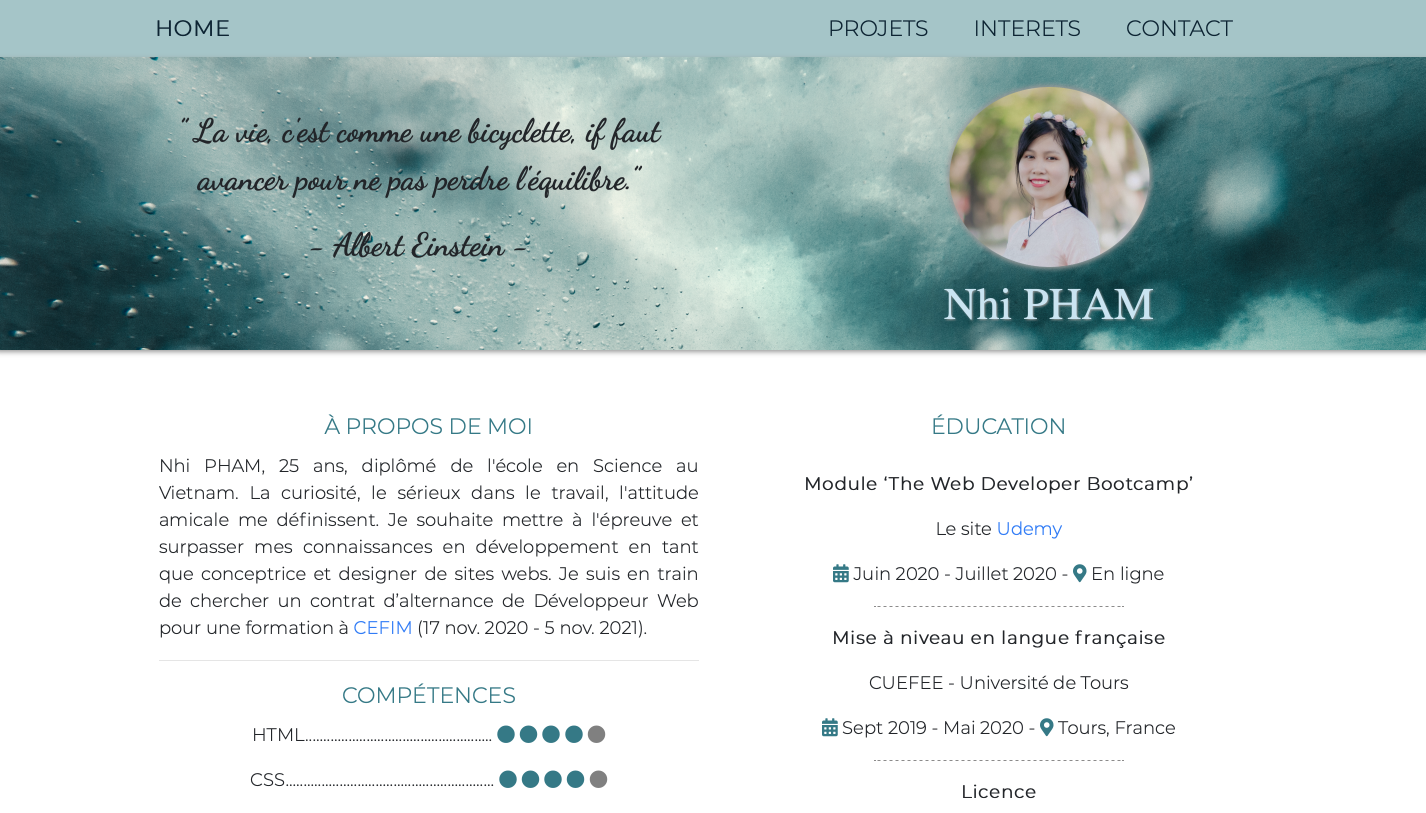 HOME
PROJETS
INTERETS
CONTACT
" La vie, c'est comme une bicyclette, if faut
avancer pour ne pas perdre l'équilibre."
- Albert Einstein -
Nhi PHAM
À PROPOS DE MOI
Nhi PHAM, 25 ans, diplômé de l'école en Science au
Vietnam. La curiosité, le sérieux dans le travail, l'attitude
amicale me définissent. Je souhaite mettre à l'épreuve et
surpasser mes connaissances en développement en tant
que conceptrice et designer de sites webs. Je suis en train
de chercher un contrat d’alternance de Développeur Web
pour une formation à CEFIM (17 nov. 2020 - 5 nov. 2021).
COMPÉTENCES
HTML....................................................
CSS..........................................................
ÉDUCATION
Module ‘The Web Developer Bootcamp’
Le site Udemy
Juin 2020 - Juillet 2020 - En ligne
Mise à niveau en langue française
CUEFEE - Université de Tours
Sept 2019 - Mai 2020 - Tours, France
Licence